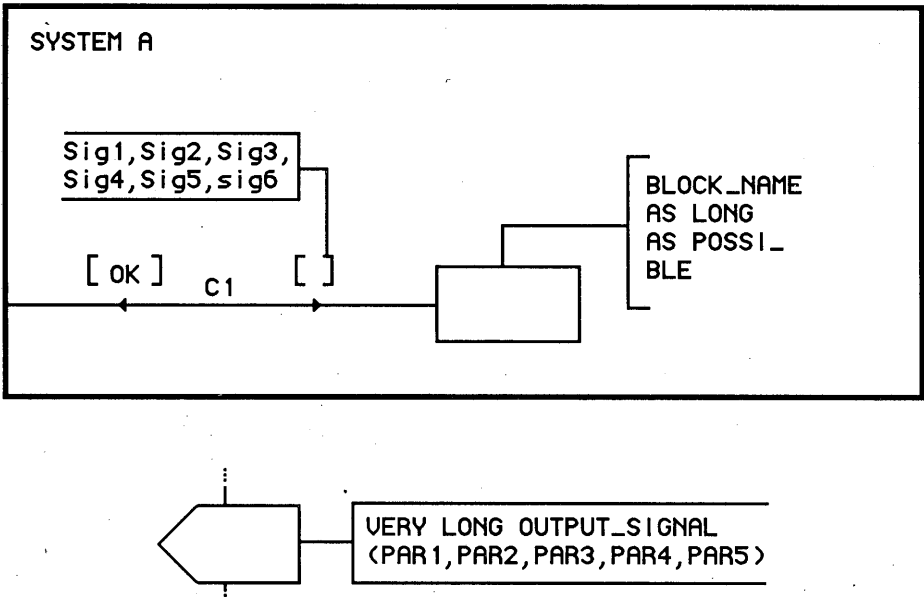 SYSTEM A
Sig1,Sig2,Sig3,
Sig4,Sig5,sig6
BLOCK_NAME
AS LONG
AS POSSI_
BLE
[ OK ]
C1
[ ]
VERY LONG OUTPUT_SIGNAL
(PAR1,PAR2,PAR3,PAR4,PAR5)